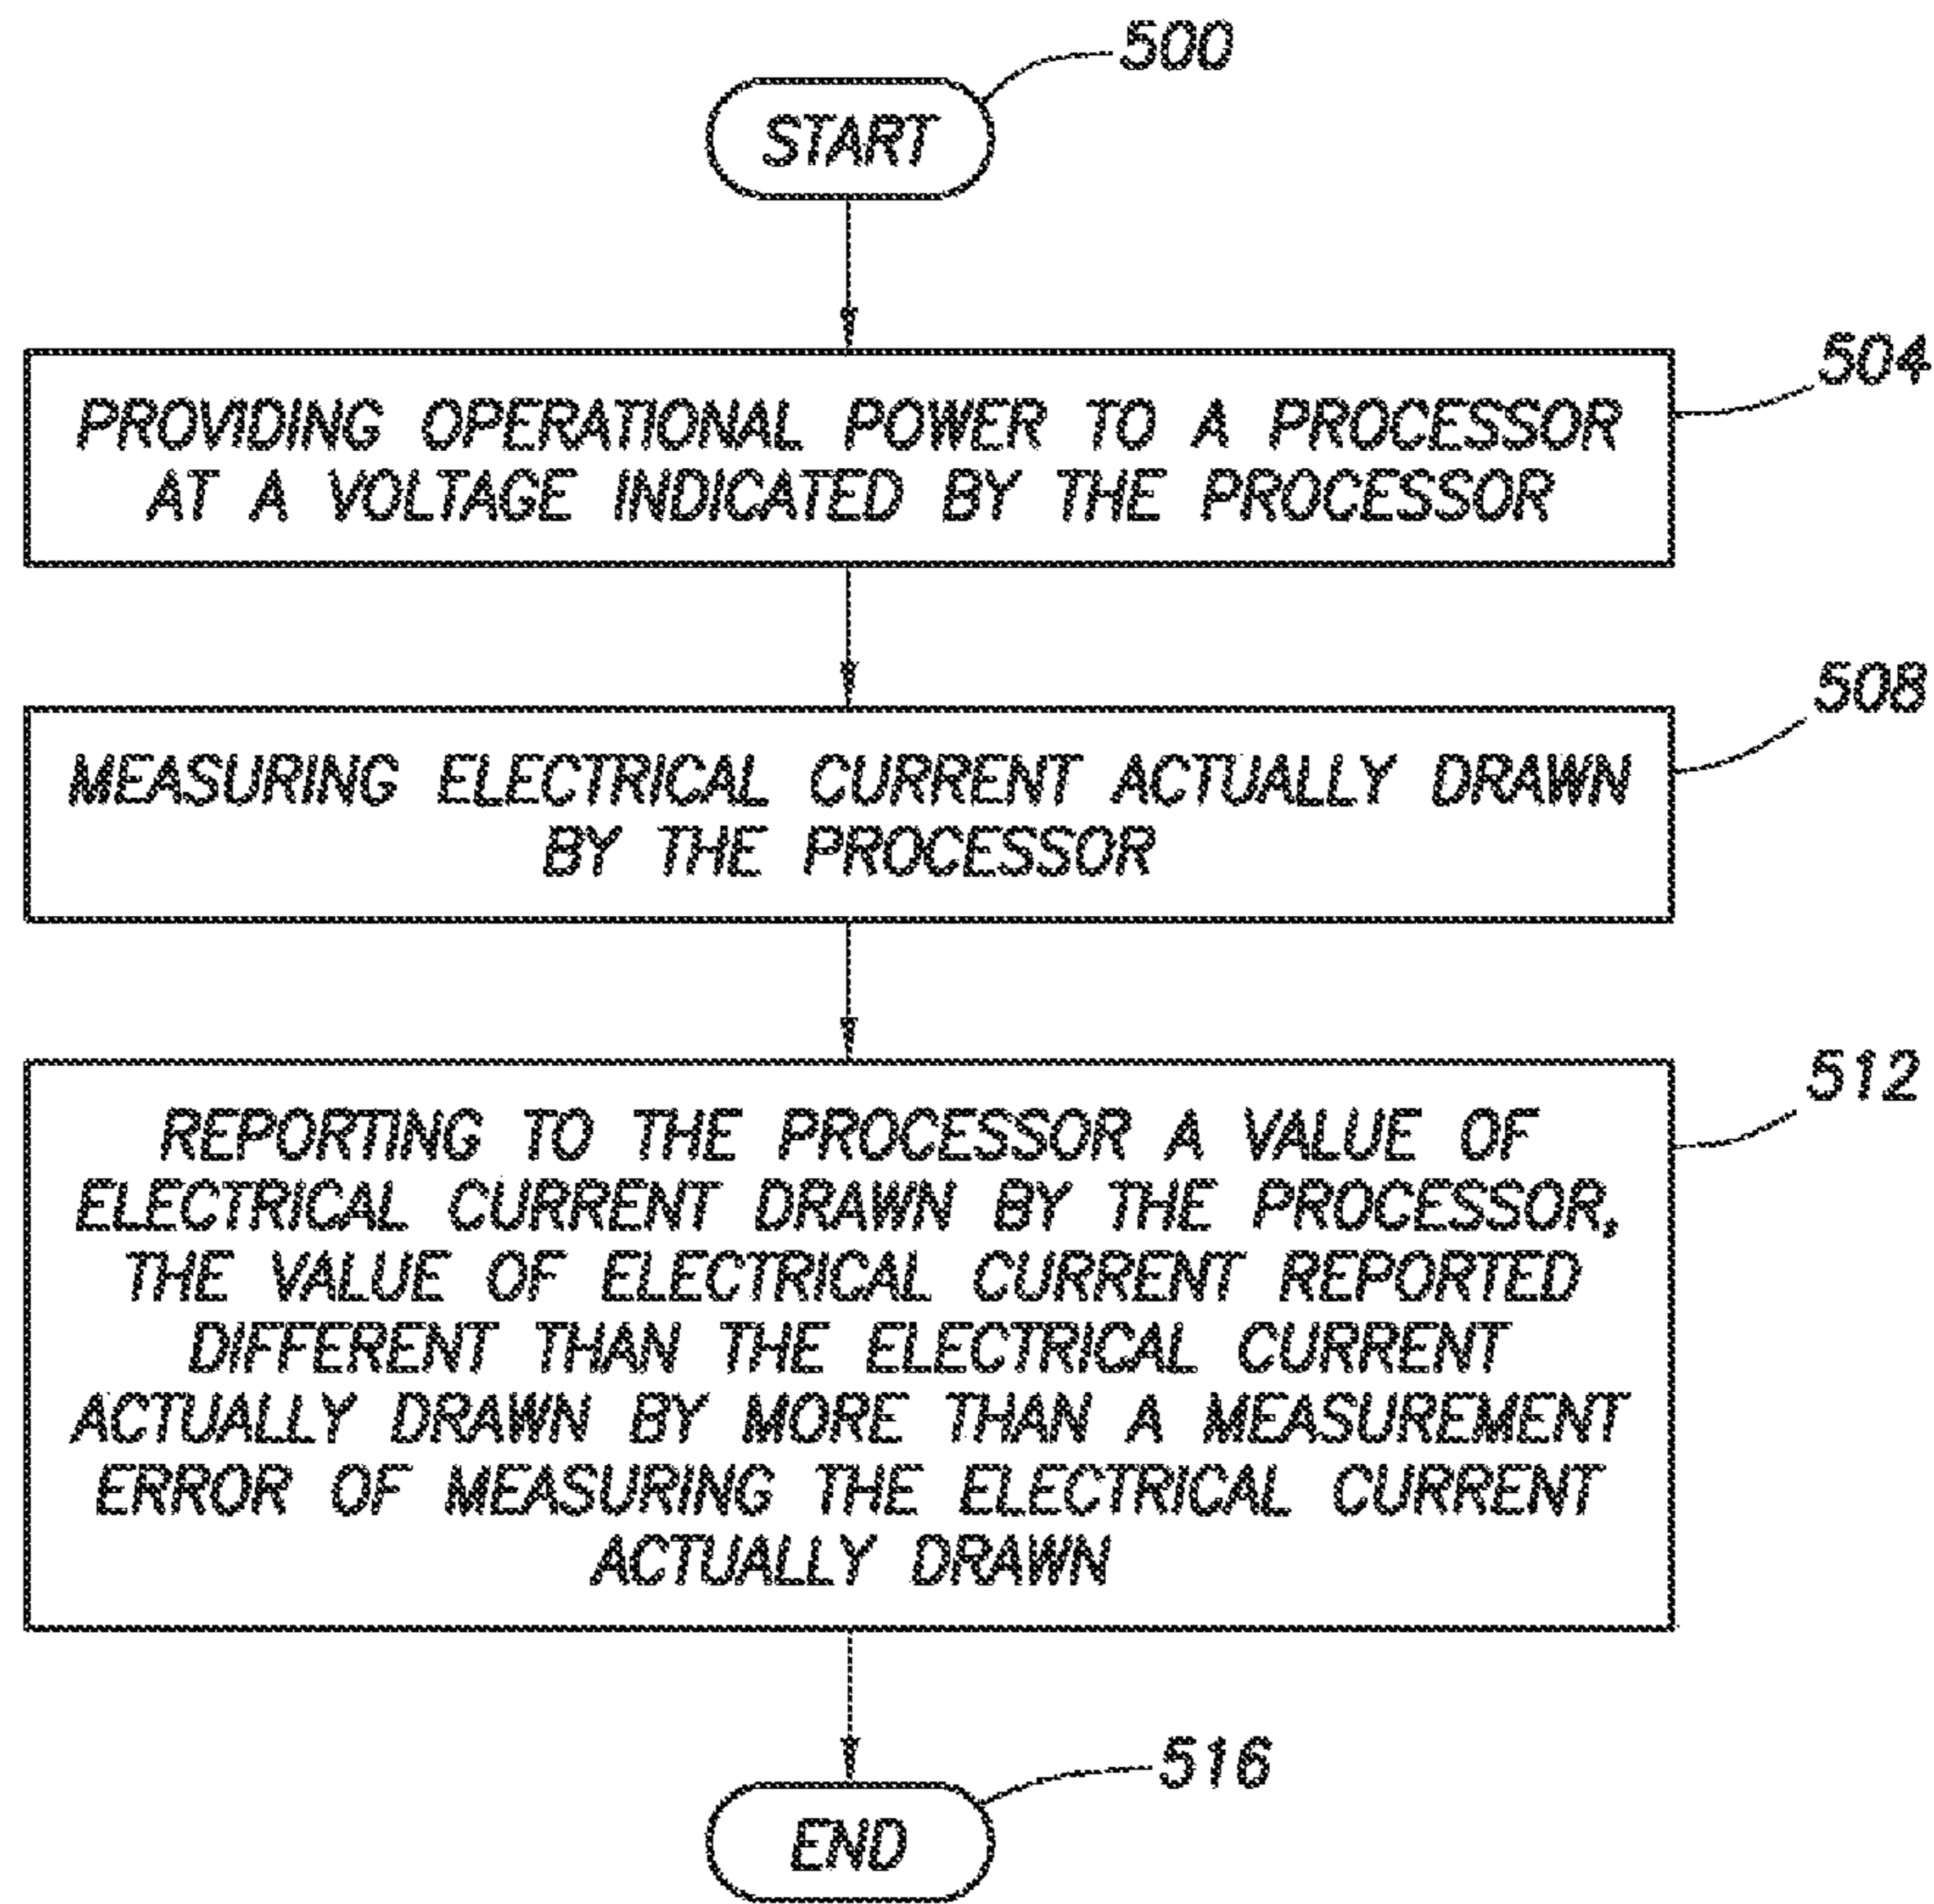 500
START
504
PROVIDING OPERATIONAL POWER TO A PROCESSOR
AT A VOLTAGE INDICATED BY THE PROCESSOR
508
MEASURING ELECTRICAL CURRENT ACTUALLY DRAWN
BY THE PROCESSOR
512
REPORTING TO THE PROCESSOR A VALUE OF
ELECTRICAL CURRENT DRAWN BY THE PROCESSOR,
THE VALUE OF ELECTRICAL CURRENT REPORTED
DIFFERENT THAN THE ELECTRICAL CURRENT
ACTUALLY DRAWN BY MORE THAN A MEASUREMENT
ERROR OF MEASURING THE ELECTRICAL CURRENT
ACTUALLY DRAWN
516
END